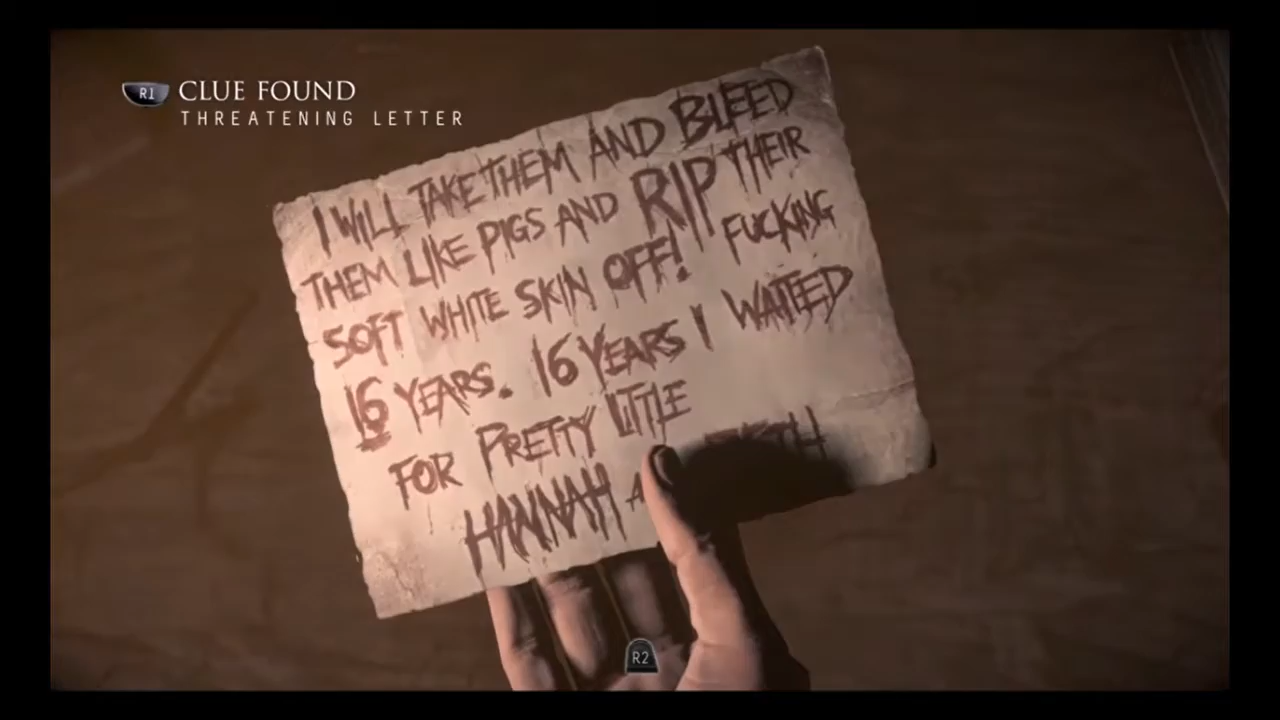 R1 CLUE FOUND
THREATENING LETTER
I WILL TAKE THEM AND BLEED
THEM LIKE PIGS AND RIP THEIR
SOFT WHITE SKIN OFF! FUCKING
16 YEARS. 16 YEARS I WAITED
FOR PRETTY LITTLE
HANNAH
R2